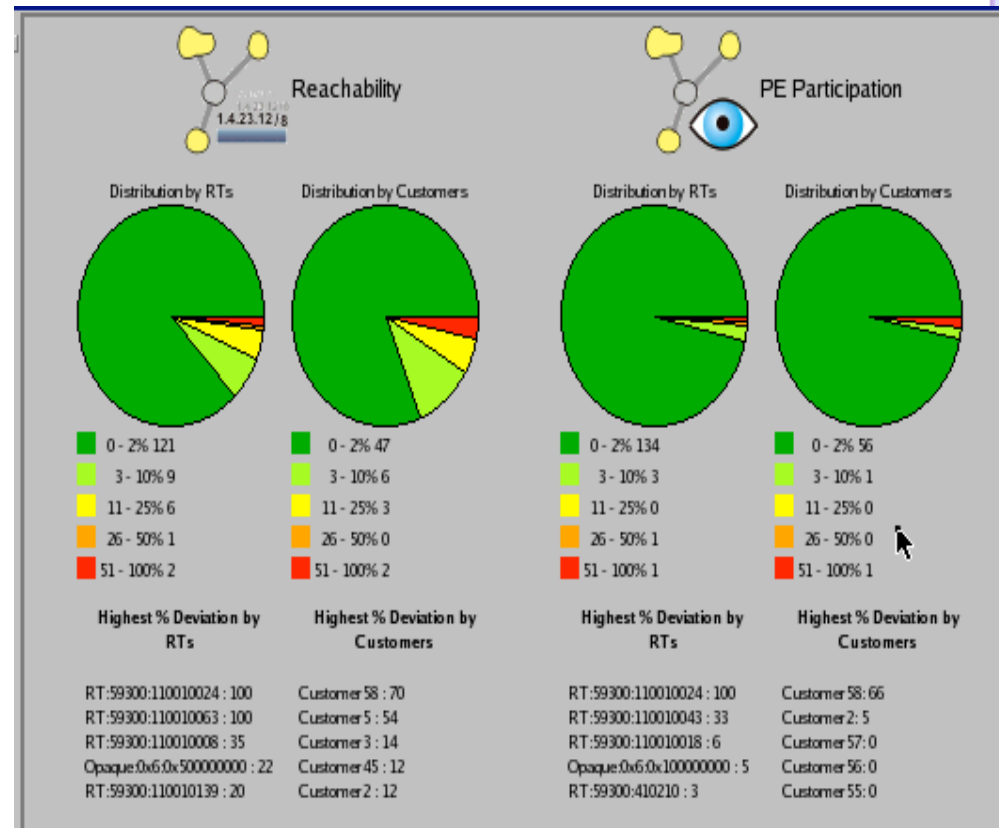 Reachability
1.4.23.12/8
PE Participation
Distribution by RTs
Distribution by Customers
Distribution by RTs
Distribution by Customers
0 - 2% 121
3 - 10% 9
11 - 25% 6
26 - 50% 1
51 - 100% 2
0 - 2% 47
3 - 10% 6
11 - 25% 3
26 - 50% 0
51 - 100% 2
0 - 2% 134
3 - 10% 3
11 - 25% 0
26 - 50% 1
51 - 100% 1
0 - 2% 56
3 - 10% 1
11 - 25% 0
26 - 50% 0
51 - 100% 1
Highest % Deviation by
RTs
RT:59300:110010024 : 100
RT:59300:110010063 : 100
RT:59300:110010008 : 35
Opaque:0x6:0x500000000 : 22
RT:59300:110010139 : 20
Highest % Deviation by
Customers
Customer 58 : 70
Customer 5 : 54
Customer 3 : 14
Customer 45 : 12
Customer 2 : 12
Highest % Deviation by
RTs
RT:59300:110010024 : 100
RT:59300:110010043 : 33
RT:59300:110010018 : 6
Opaque:0x6:0x100000000 : 5
RT:59300:410210 : 3
Highest % Deviation by
Customers
Customer 58: 66
Customer 2: 5
Customer 57: 0
Customer 56: 0
Customer 55: 0